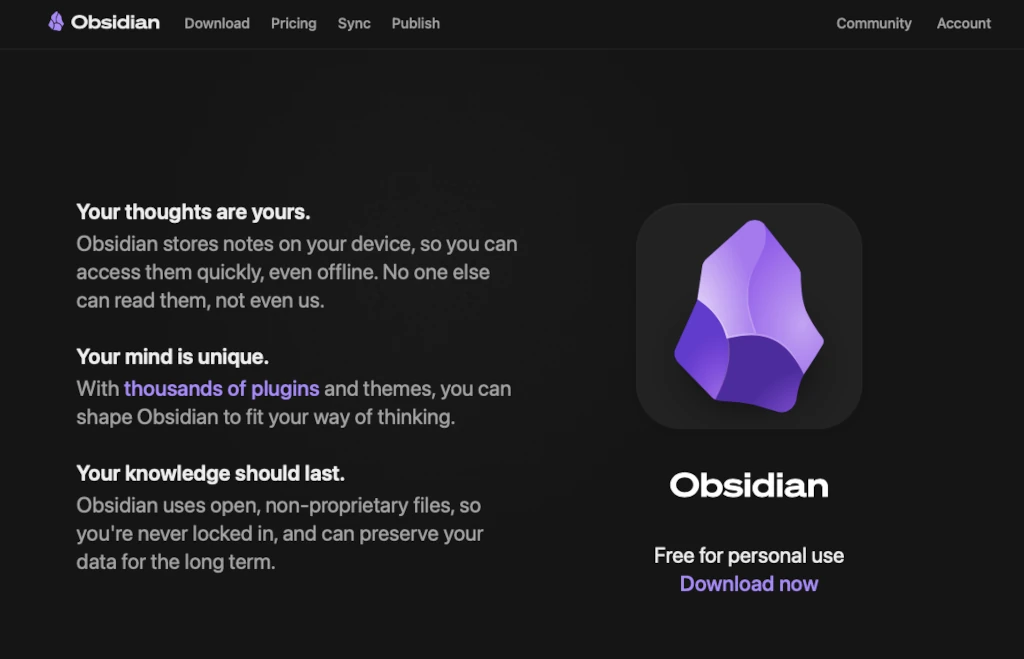 Obsidian Download Pricing Sync Publish Community Account
Your thoughts are yours.
Obsidian stores notes on your device, so you can
access them quickly, even offline. No one else
can read them, not even us.
Your mind is unique.
With thousands of plugins and themes, you can
shape Obsidian to fit your way of thinking.
Your knowledge should last.
Obsidian uses open, non-proprietary files, so
you're never locked in, and can preserve your
data for the long term.
Obsidian
Free for personal use
Download now